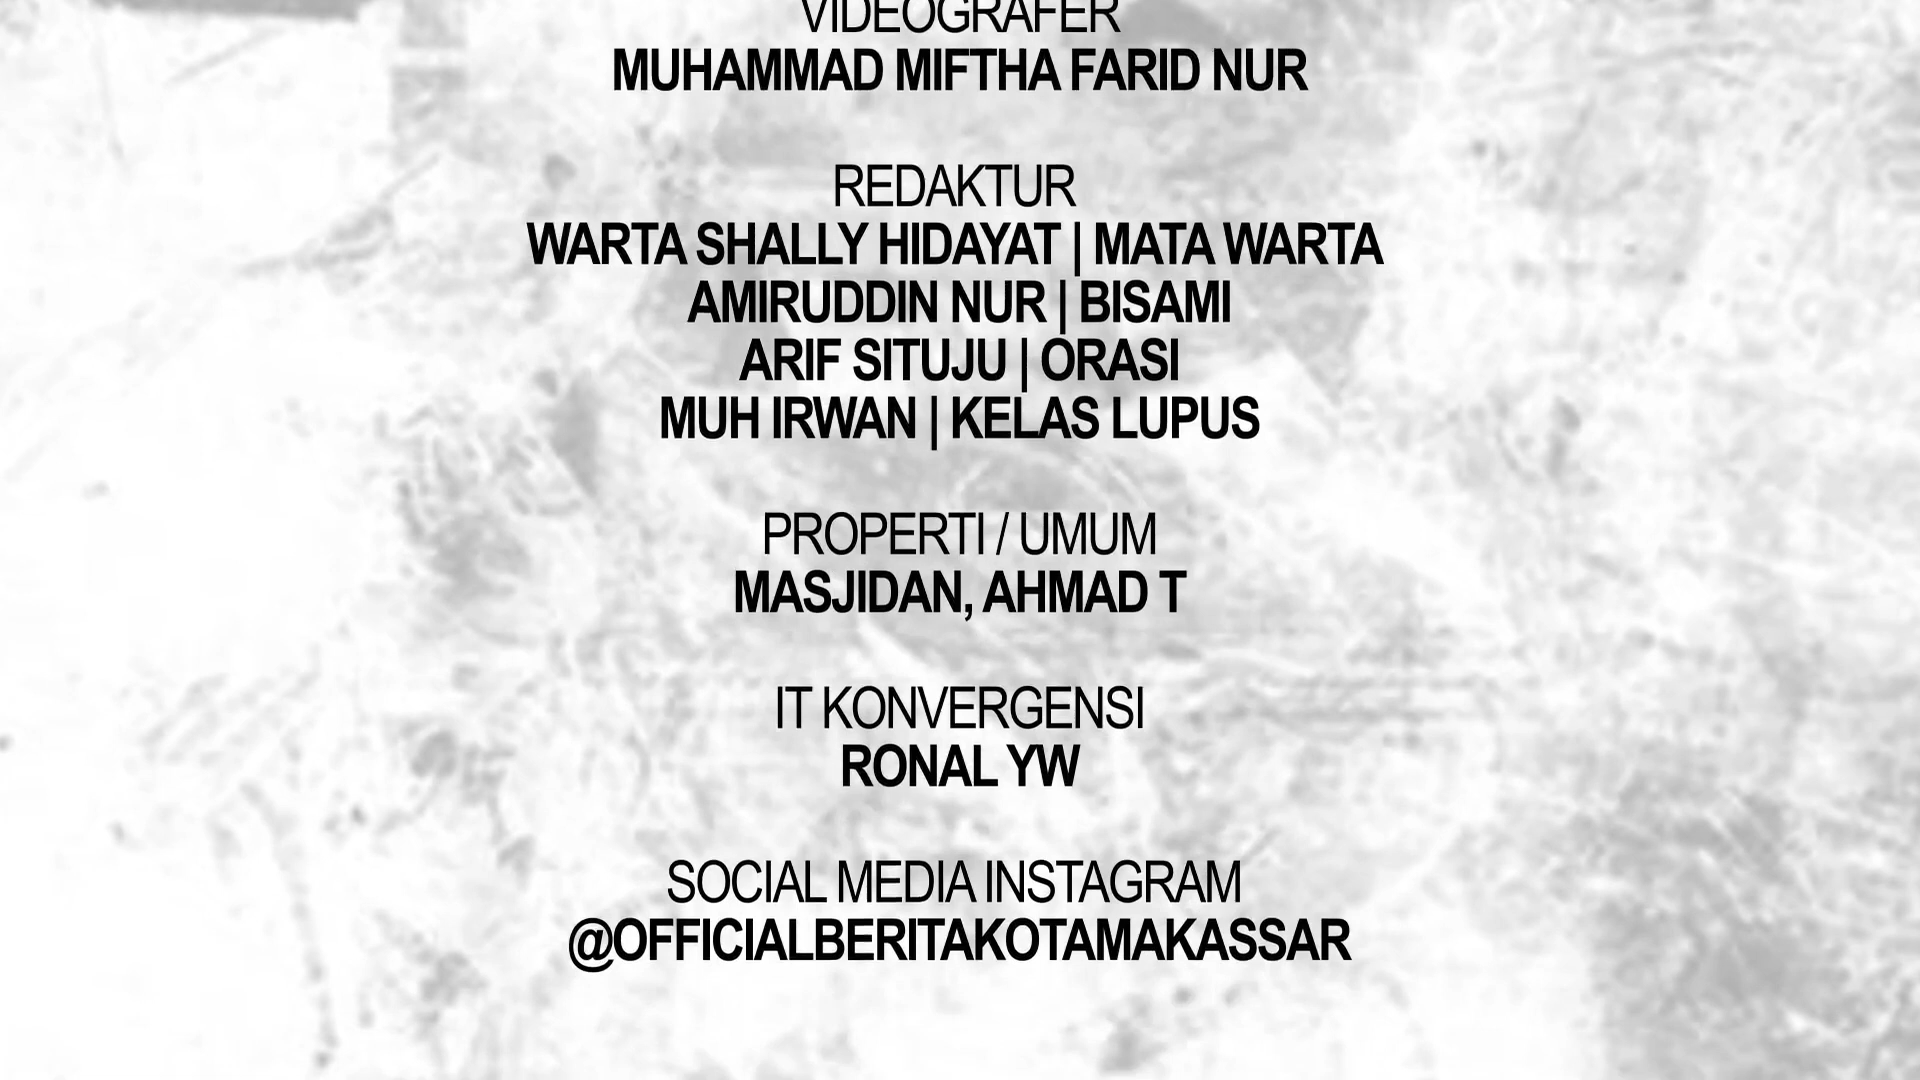 VIDEOGRAFER
MUHAMMAD MIFTHA FARID NUR
REDAKTUR
WARTA SHALLY HIDAYAT | MATA WARTA
AMIRUDDIN NUR | BISAMI
ARIF SITUJU | ORASI
MUH IRWAN | KELAS LUPUS
PROPERTI / UMUM
MASJIDAN, AHMAD T
IT KONVERGENSI
RONAL YW
SOCIAL MEDIA INSTAGRAM
@OFFICIALBERITAKOTAMAKASSAR